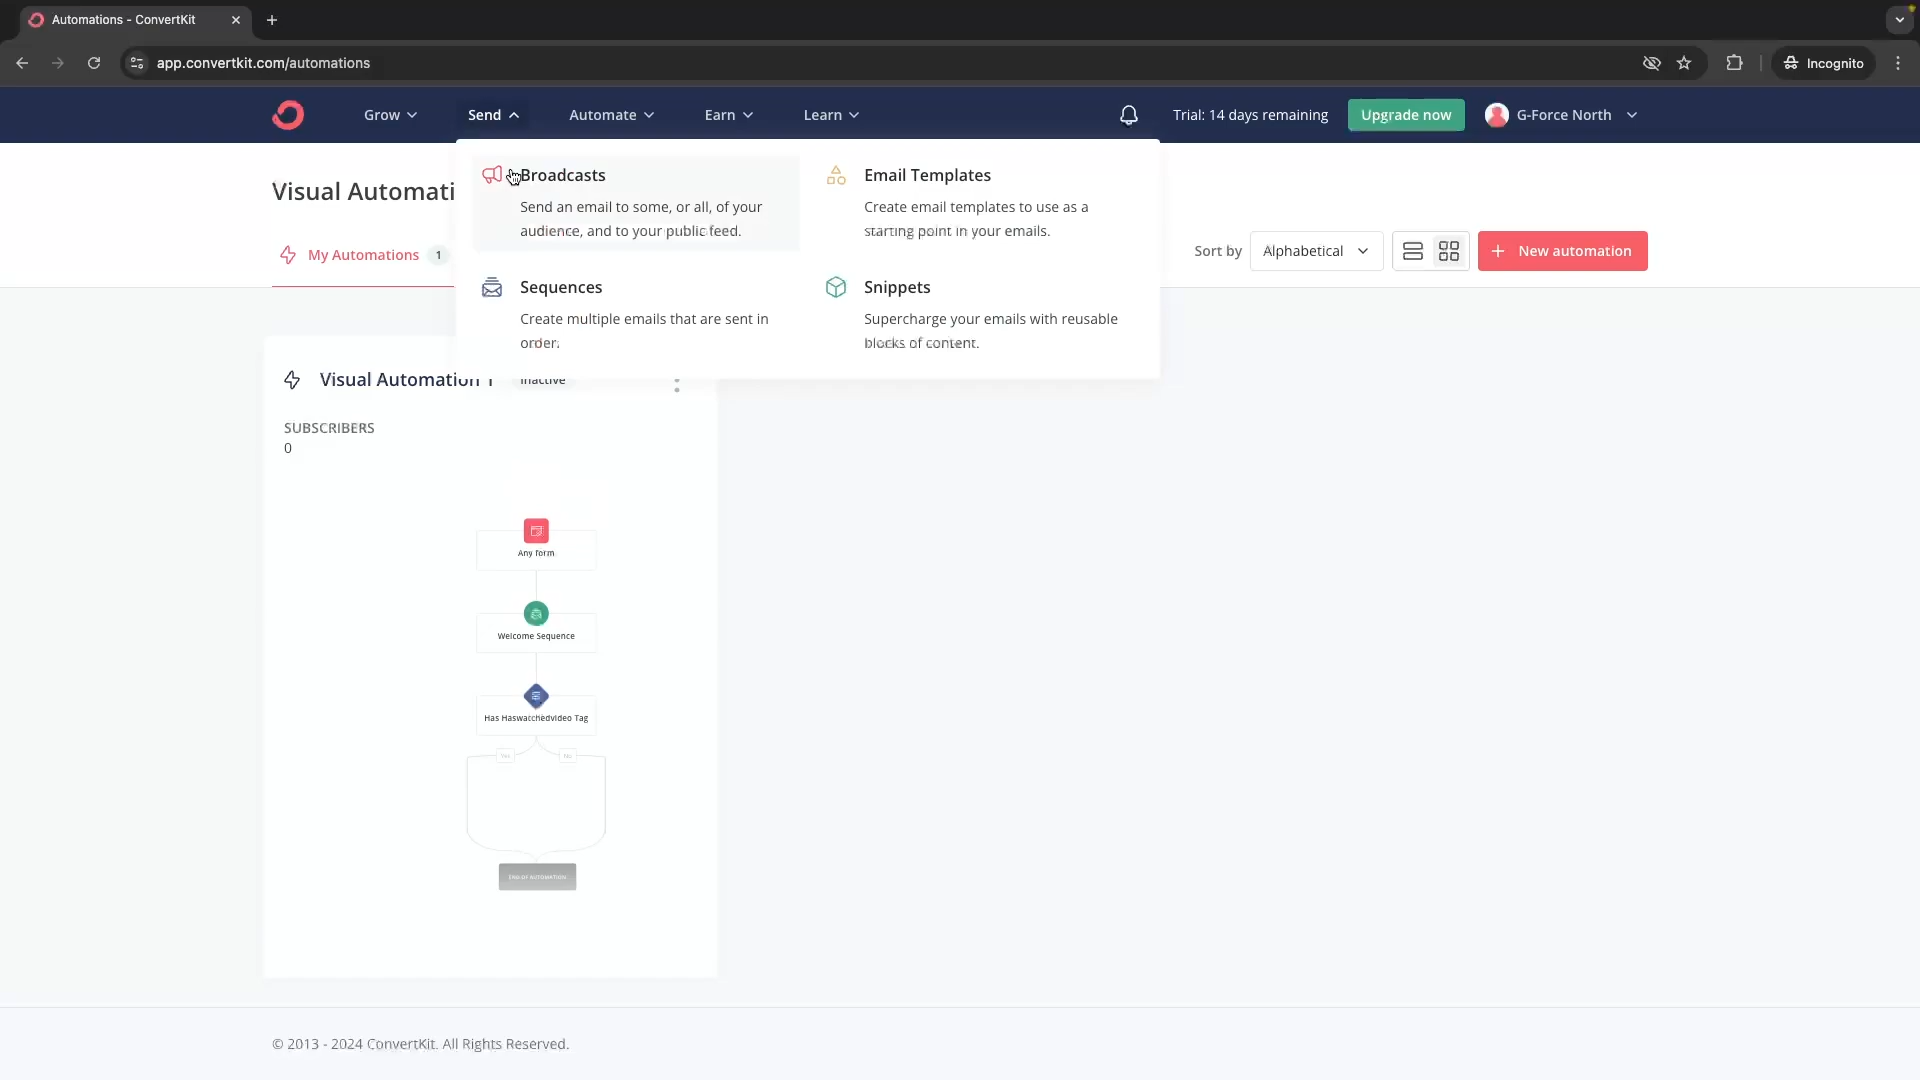 Automations - ConvertKit
app.convertkit.com/automations
Incognito
Grow
Send
Automate
Earn
Learn
Trial: 14 days remaining
Upgrade now
G-Force North
Visual Automati
Broadcasts
Send an email to some, or all, of your
audience, and to your public feed.
Email Templates
Create email templates to use as a
starting point in your emails.
Sequences
Create multiple emails that are sent in
order.
Snippets
Supercharge your emails with reusable
blocks of content.
My Automations 1
Sort by
Alphabetical
New automation
Visual Automation 1
Inactive
SUBSCRIBERS
0
Any form
Welcome Sequence
Has Haswatchedvideo Tag
Yes
No
END OF AUTOMATION
© 2013 - 2024 ConvertKit. All Rights Reserved.